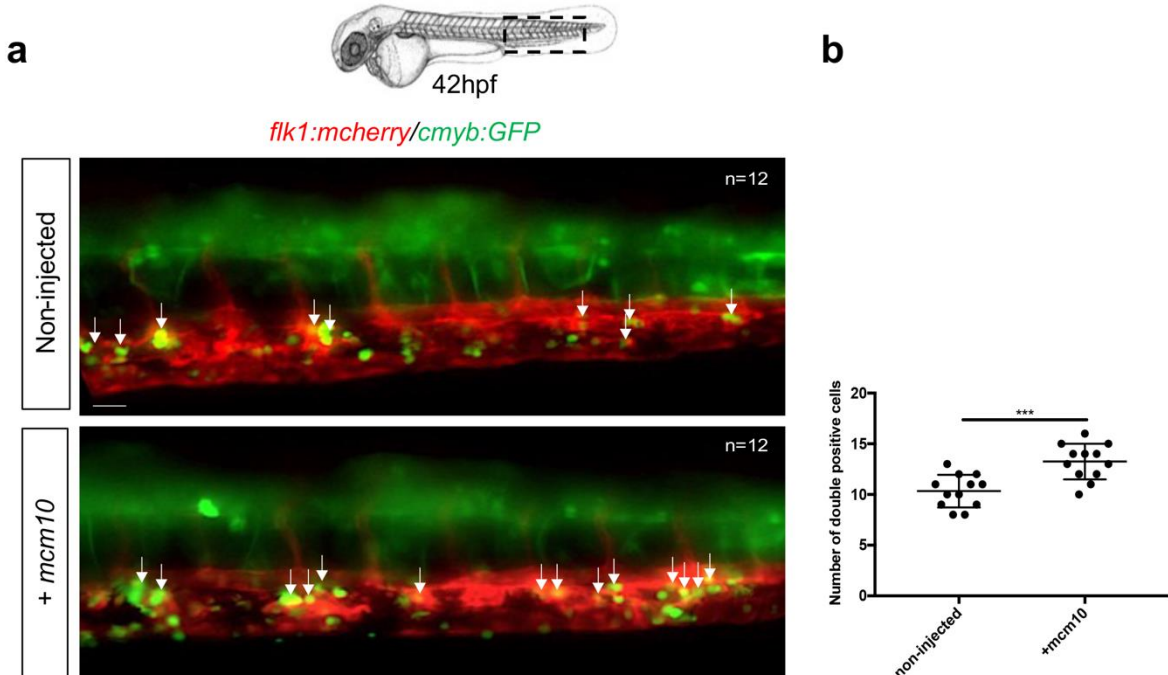 a
42hpf
flk1:mcherry/cmyb:GFP
Non-injected
n=12
+ mcm10
n=12
b
Number of double positive cells
20
15
10
5
0
***
non-injected
+mcm10